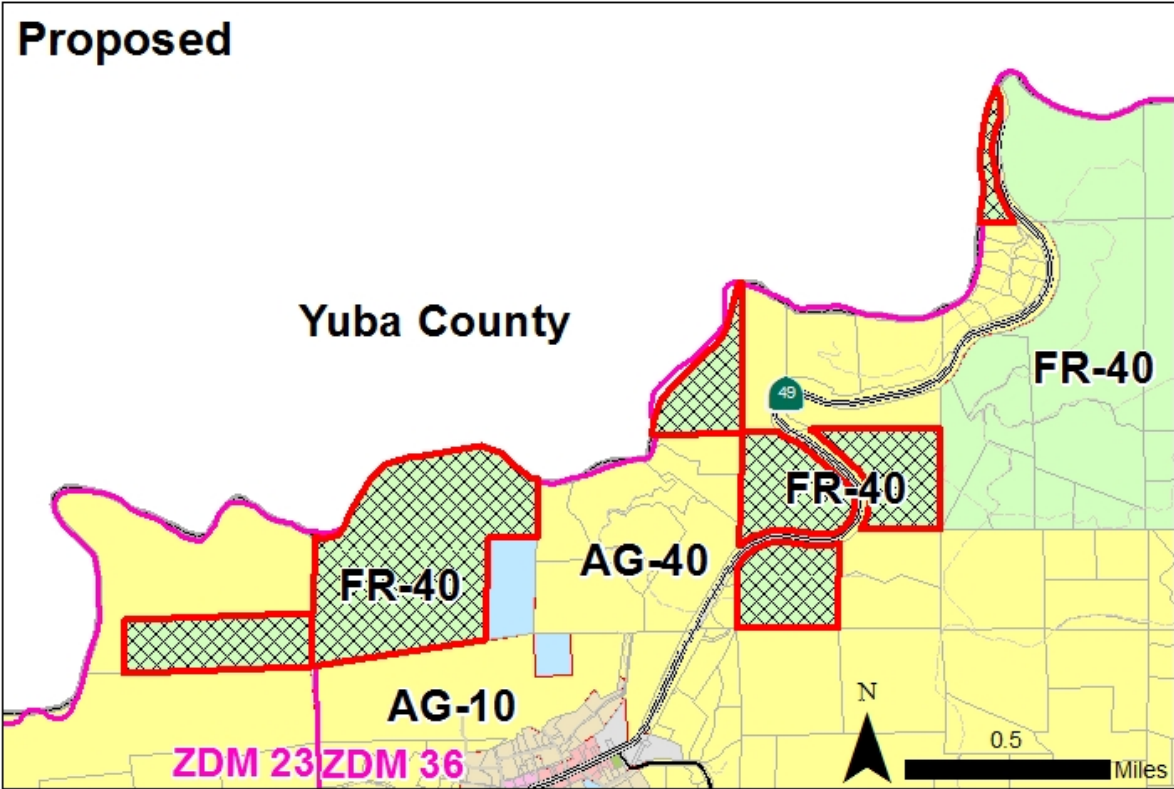 Proposed
Yuba County
FR-40
49
FR-40
AG-40
FR-40
AG-10
N
0.5
Miles
ZDM 23 ZDM 36